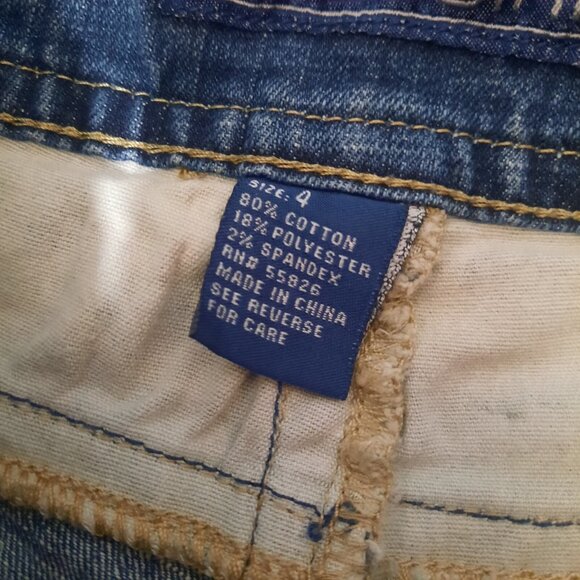 SIZE: 4
80% COTTON
18% POLYESTER
2% SPANDEX
RN# 55826
MADE IN CHINA
SEE REVERSE
FOR CARE